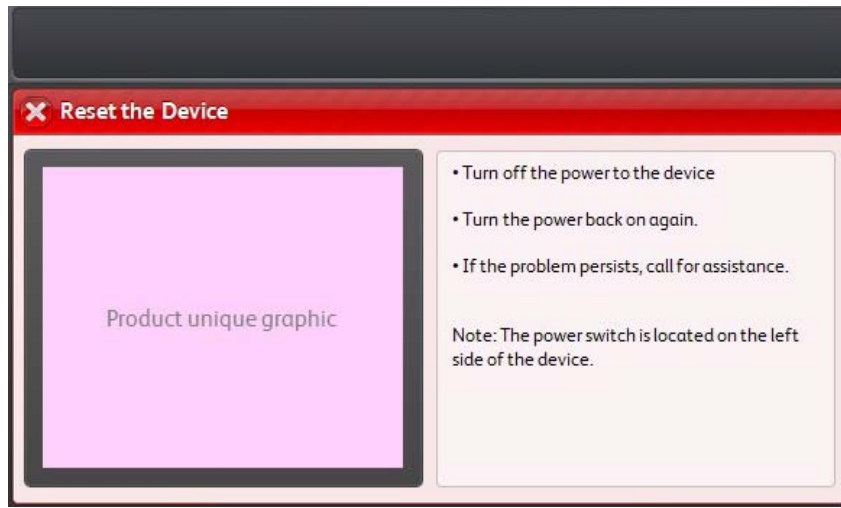 Reset the Device
Product unique graphic
• Turn off the power to the device
• Turn the power back on again.
• If the problem persists, call for assistance.
Note: The power switch is located on the left
side of the device.